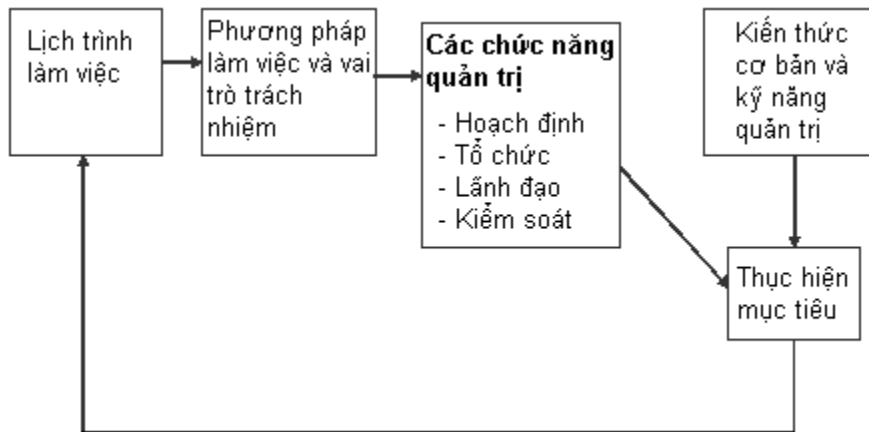 Lịch trình
làm việc
Phương pháp
làm việc và vai
trò trách
nhiệm
Các chức năng
quản trị
- Hoạch định
- Tổ chức
- Lãnh đạo
- Kiểm soát
Kiến thức
cơ bản và
kỹ năng
quản trị
Thục hiện
mục tiêu